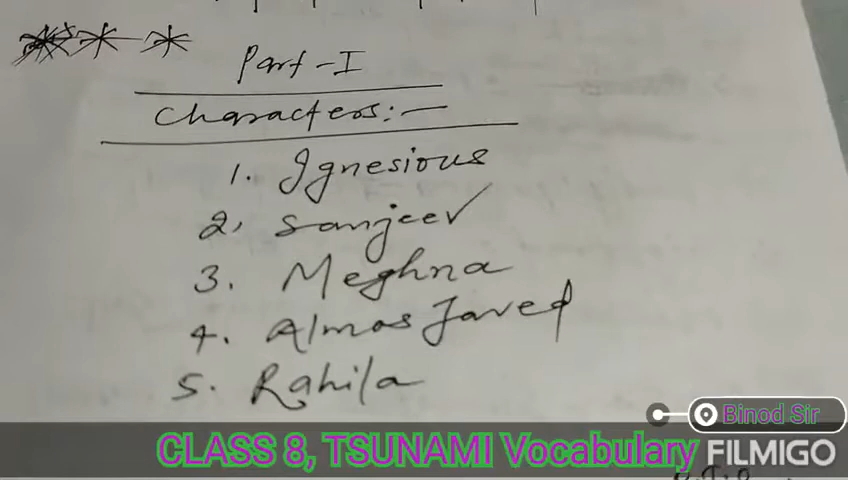 Part-I
Characters:-
1. Ignesious
2. Sanjeev
3. Meghna
4. Almas Javed
5. Rahila
Binod Sir
CLASS 8, TSUNAMI Vocabulary FILMIGO